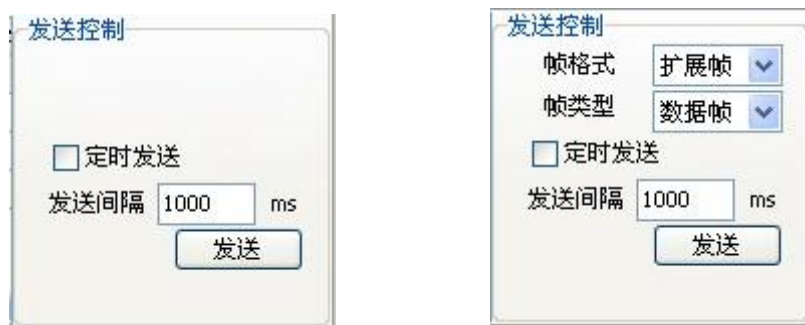 发送控制
定时发送
发送间隔 1000 ms
发送
发送控制
帧格式 扩展帧
帧类型 数据帧
定时发送
发送间隔 1000 ms
发送